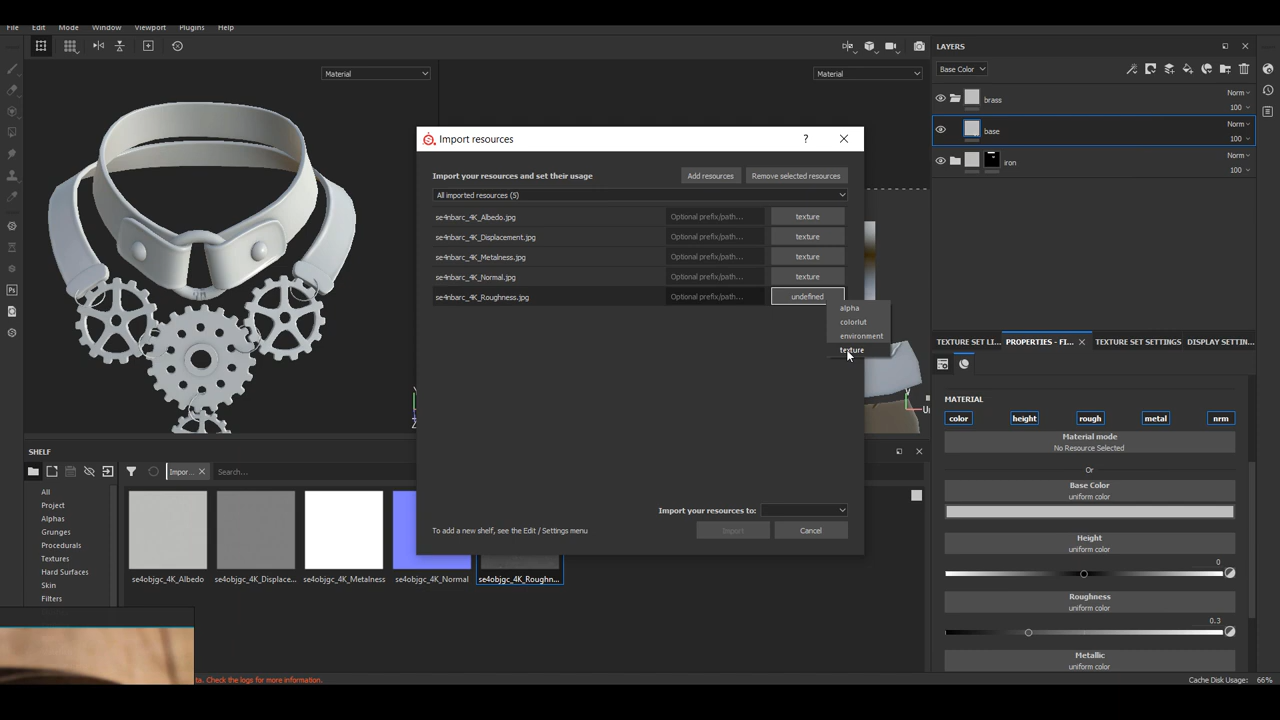 File Edit Mode Window Viewport Plugins Help
Material
Material
LAYERS
Base Color
brass Norm
100
base Norm
100
iron Norm
100
Import resources ?
Import your resources and set their usage Add resources Remove selected resources
All imported resources (5)
se4nbarc_4K_Albedo.jpg Optional prefix/path... texture
se4nbarc_4K_Displacement.jpg Optional prefix/path... texture
se4nbarc_4K_Metalness.jpg Optional prefix/path... texture
se4nbarc_4K_Normal.jpg Optional prefix/path... texture
se4nbarc_4K_Roughness.jpg Optional prefix/path... undefined
alpha
colorlut
environment
texture
Import your resources to:
To add a new shelf, see the Edit / Settings menu Import Cancel
TEXTURE SET LI... PROPERTIES - FI... TEXTURE SET SETTINGS DISPLAY SETTIN...
MATERIAL
color height rough metal nrm
Material mode
No Resource Selected
Or
Base Color
uniform color
Height
uniform color
0
Roughness
uniform color
0.3
Metallic
uniform color
SHELF
Impor... Search...
All
Project
Alphas
Grunges
Procedurals
Textures
Hard Surfaces
Skin
Filters
se4objgc_4K_Albedo se4objgc_4K_Displace... se4objgc_4K_Metalness se4objgc_4K_Normal se4objgc_4K_Roughn...
ta. Check the logs for more information.
Cache Disk Usage: 66%